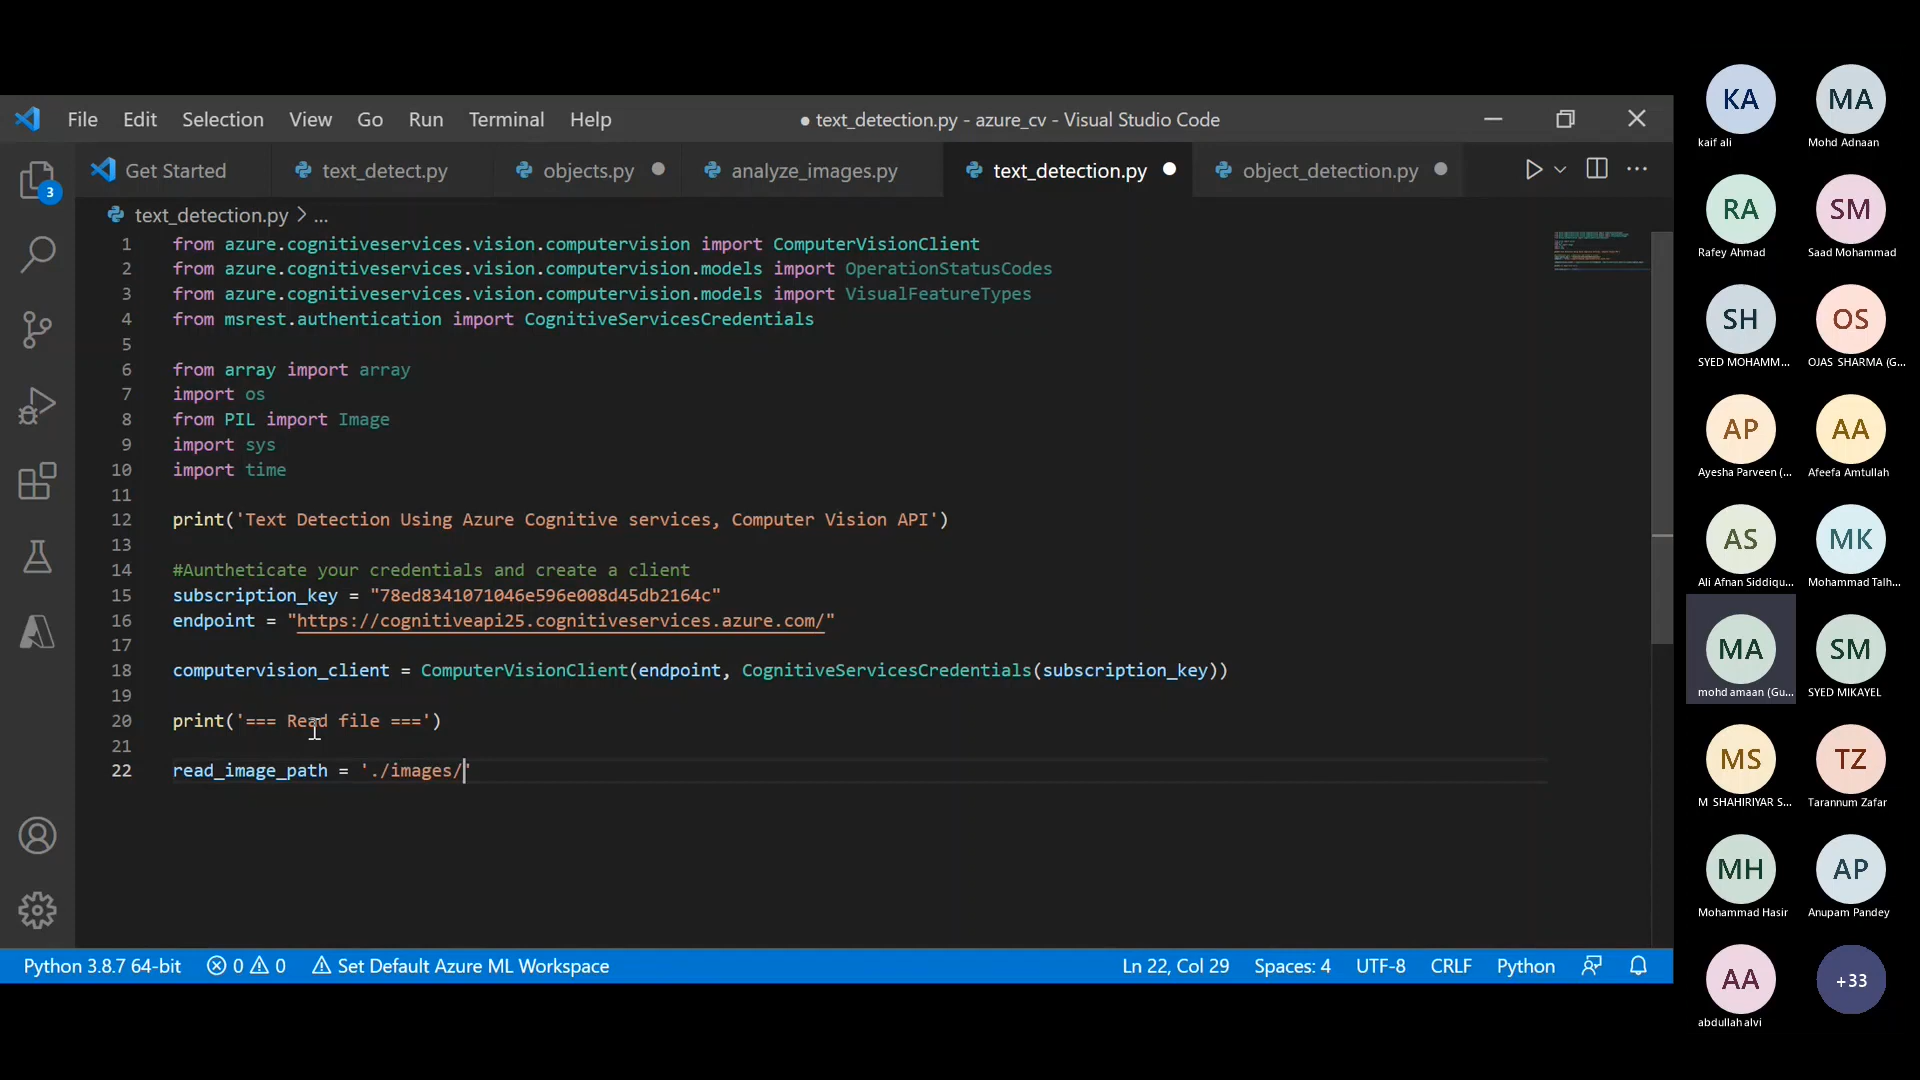 File Edit Selection View Go Run Terminal Help ● text_detection.py - azure_cv - Visual Studio Code
Get Started text_detect.py objects.py analyze_images.py text_detection.py object_detection.py
3
text_detection.py > ...
1 from azure.cognitiveservices.vision.computervision import ComputerVisionClient
2 from azure.cognitiveservices.vision.computervision.models import OperationStatusCodes
3 from azure.cognitiveservices.vision.computervision.models import VisualFeatureTypes
4 from msrest.authentication import CognitiveServicesCredentials
5
6 from array import array
7 import os
8 from PIL import Image
9 import sys
10 import time
11
12 print('Text Detection Using Azure Cognitive services, Computer Vision API')
13
14 #Auntheticate your credentials and create a client
15 subscription_key = "78ed8341071046e596e008d45db2164c"
16 endpoint = "https://cognitiveapi25.cognitiveservices.azure.com/"
17
18 computervision_client = ComputerVisionClient(endpoint, CognitiveServicesCredentials(subscription_key))
19
20 print('=== Read file ===')
21
22 read_image_path = './images/'
Python 3.8.7 64-bit 0 0 Set Default Azure ML Workspace Ln 22, Col 29 Spaces: 4 UTF-8 CRLF Python
KA MA
kaif ali Mohd Adnaan
RA SM
Rafey Ahmad Saad Mohammad
SH OS
SYED MOHAMM... OJAS SHARMA (G...
AP AA
Ayesha Parveen (... Afeefa Amtullah
AS MK
Ali Afnan Siddiqu... Mohammad Talh...
MA SM
mohd amaan (Gu... SYED MIKAYEL
MS TZ
M SHAHIRIYAR S... Tarannum Zafar
MH AP
Mohammad Hasir Anupam Pandey
AA +33
abdullah alvi